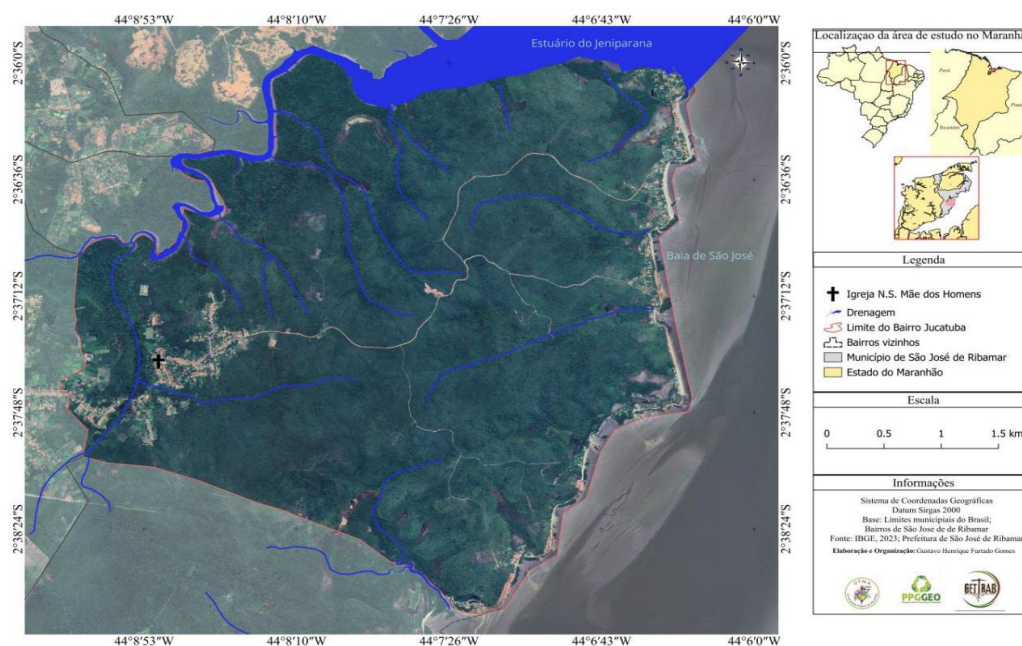 44°8'53"W 44°8'10"W 44°7'26"W 44°6'43"W 44°6'0"W
2°36'0"S
2°36'36"S
2°37'12"S
2°37'48"S
2°38'24"S
Estuário do Jeniparana
Baia de São José
2°36'0"S
2°36'36"S
2°37'12"S
2°37'48"S
2°38'24"S
44°8'53"W 44°8'10"W 44°7'26"W 44°6'43"W 44°6'0"W
Localizaçao da área de estudo no Maranhão
Pará
Tocantins
Legenda
Igreja N.S. Mãe dos Homens
Drenagem
Limite do Bairro Jucatuba
Bairros vizinhos
Município de São José de Ribamar
Estado do Maranhão
Escala
0 0.5 1 1.5 km
Informações
Sistema de Coordenadas Geográficas
Datum Sirgas 2000
Base: Limites municipiais do Brasil;
Bairros de São Jose de de Ribamar
Fonte: IBGE, 2023; Prefeitura de São José de Ribamar
Elaboração e Organização: Gustavo Henrique Furtado Gomes
PPGGEO